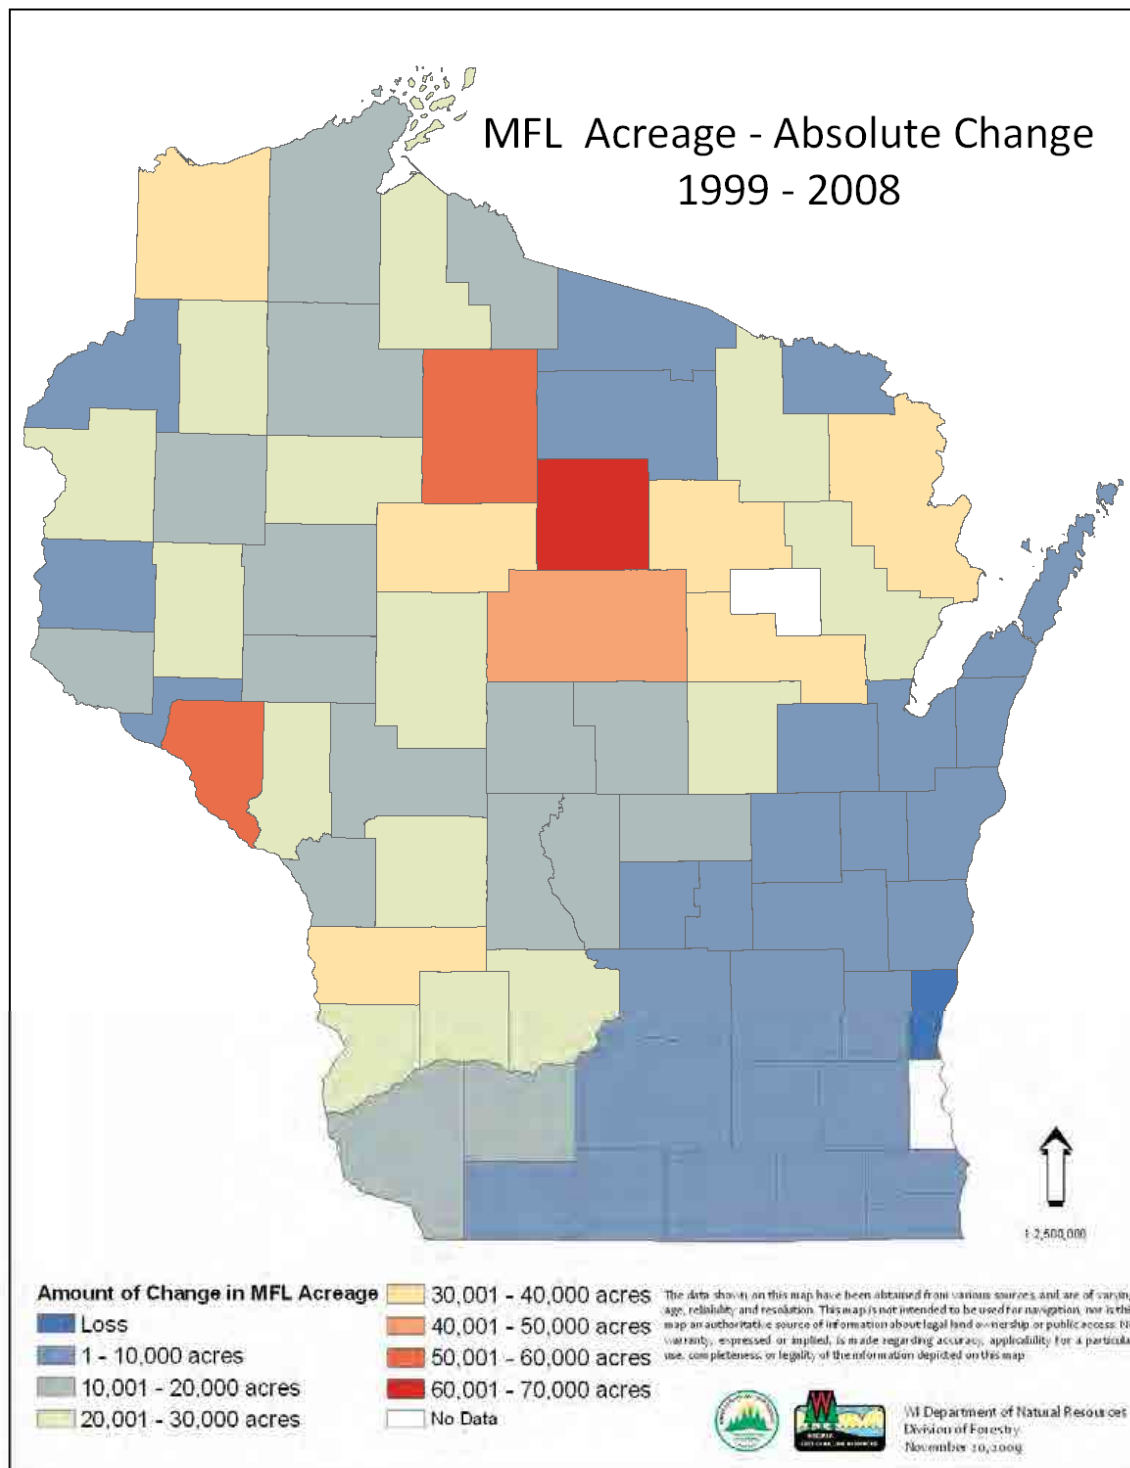 MFL Acreage - Absolute Change
1999 - 2008
1:2,500,000
Amount of Change in MFL Acreage
Loss
1 - 10,000 acres
10,001 - 20,000 acres
20,001 - 30,000 acres
30,001 - 40,000 acres
40,001 - 50,000 acres
50,001 - 60,000 acres
60,001 - 70,000 acres
No Data
The data shown on this map have been obtained from various sources, and are of varying
age, reliability and resolution. This map is not intended to be used for navigation, nor is this
map an authoritative source of information about legal land ownership or public access. No
warranty, expressed or implied, is made regarding accuracy, applicability for a particular
use, completeness, or legality of the information depicted on this map
W
WI Department of Natural Resources
Division of Forestry
November 20, 2009